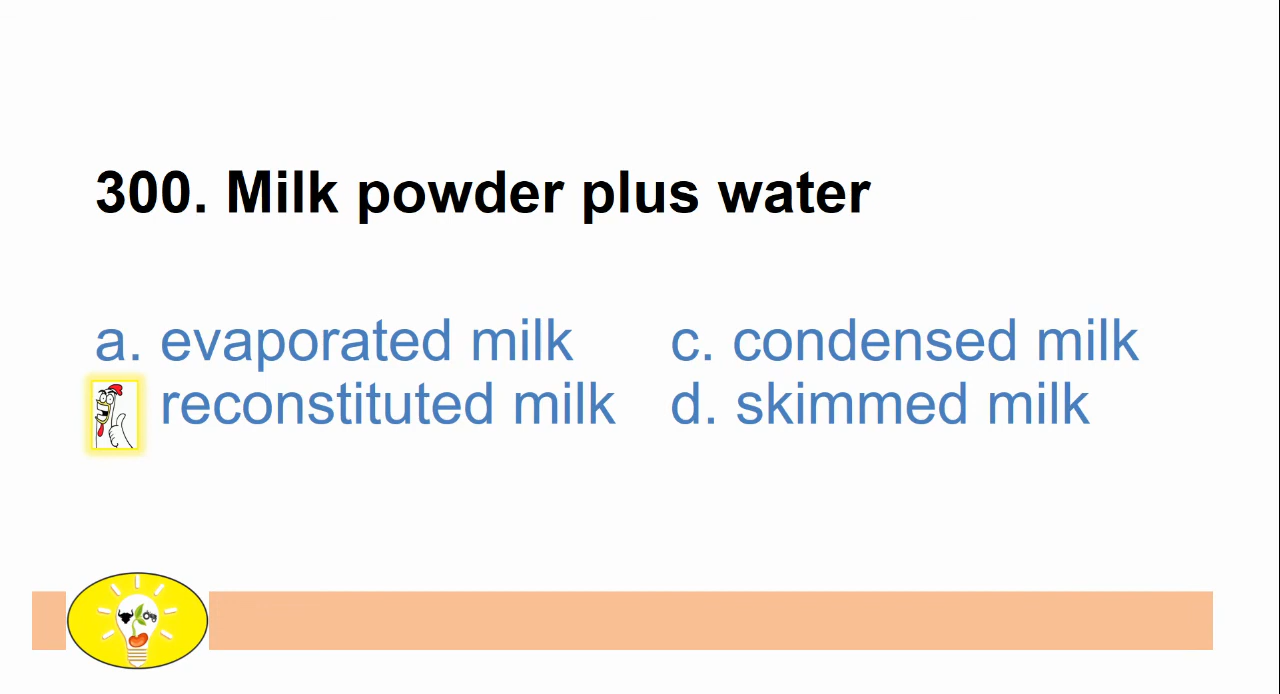 300. Milk powder plus water
a. evaporated milk c. condensed milk
reconstituted milk d. skimmed milk